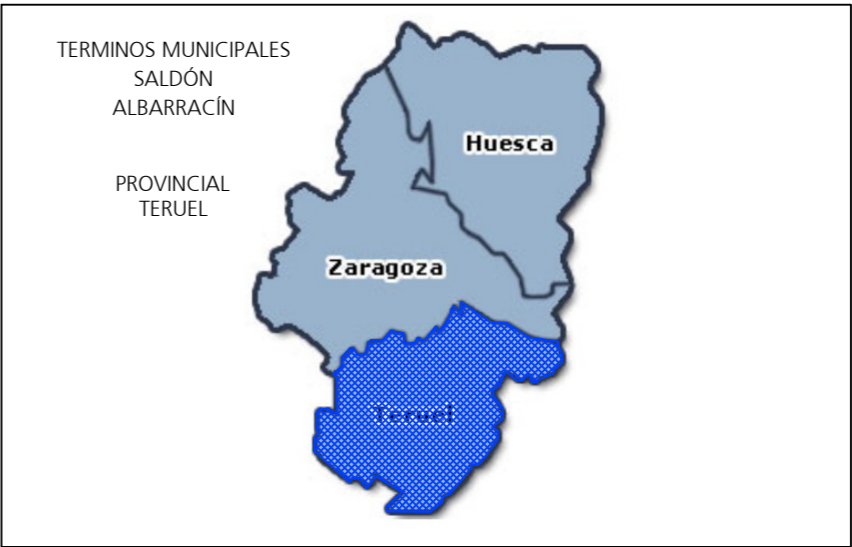 TERMINOS MUNICIPALES
SALDÓN
ALBARRACÍN
PROVINCIAL
TERUEL
Huesca
Zaragoza
Teruel